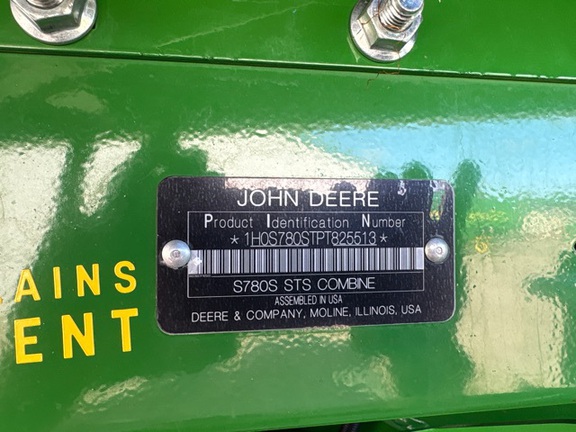 JOHN DEERE
Product Identification Number
*1H0S780STPT825513*
S780S STS COMBINE
ASSEMBLED IN USA
DEERE & COMPANY, MOLINE, ILLINOIS, USA
AINS
ENT